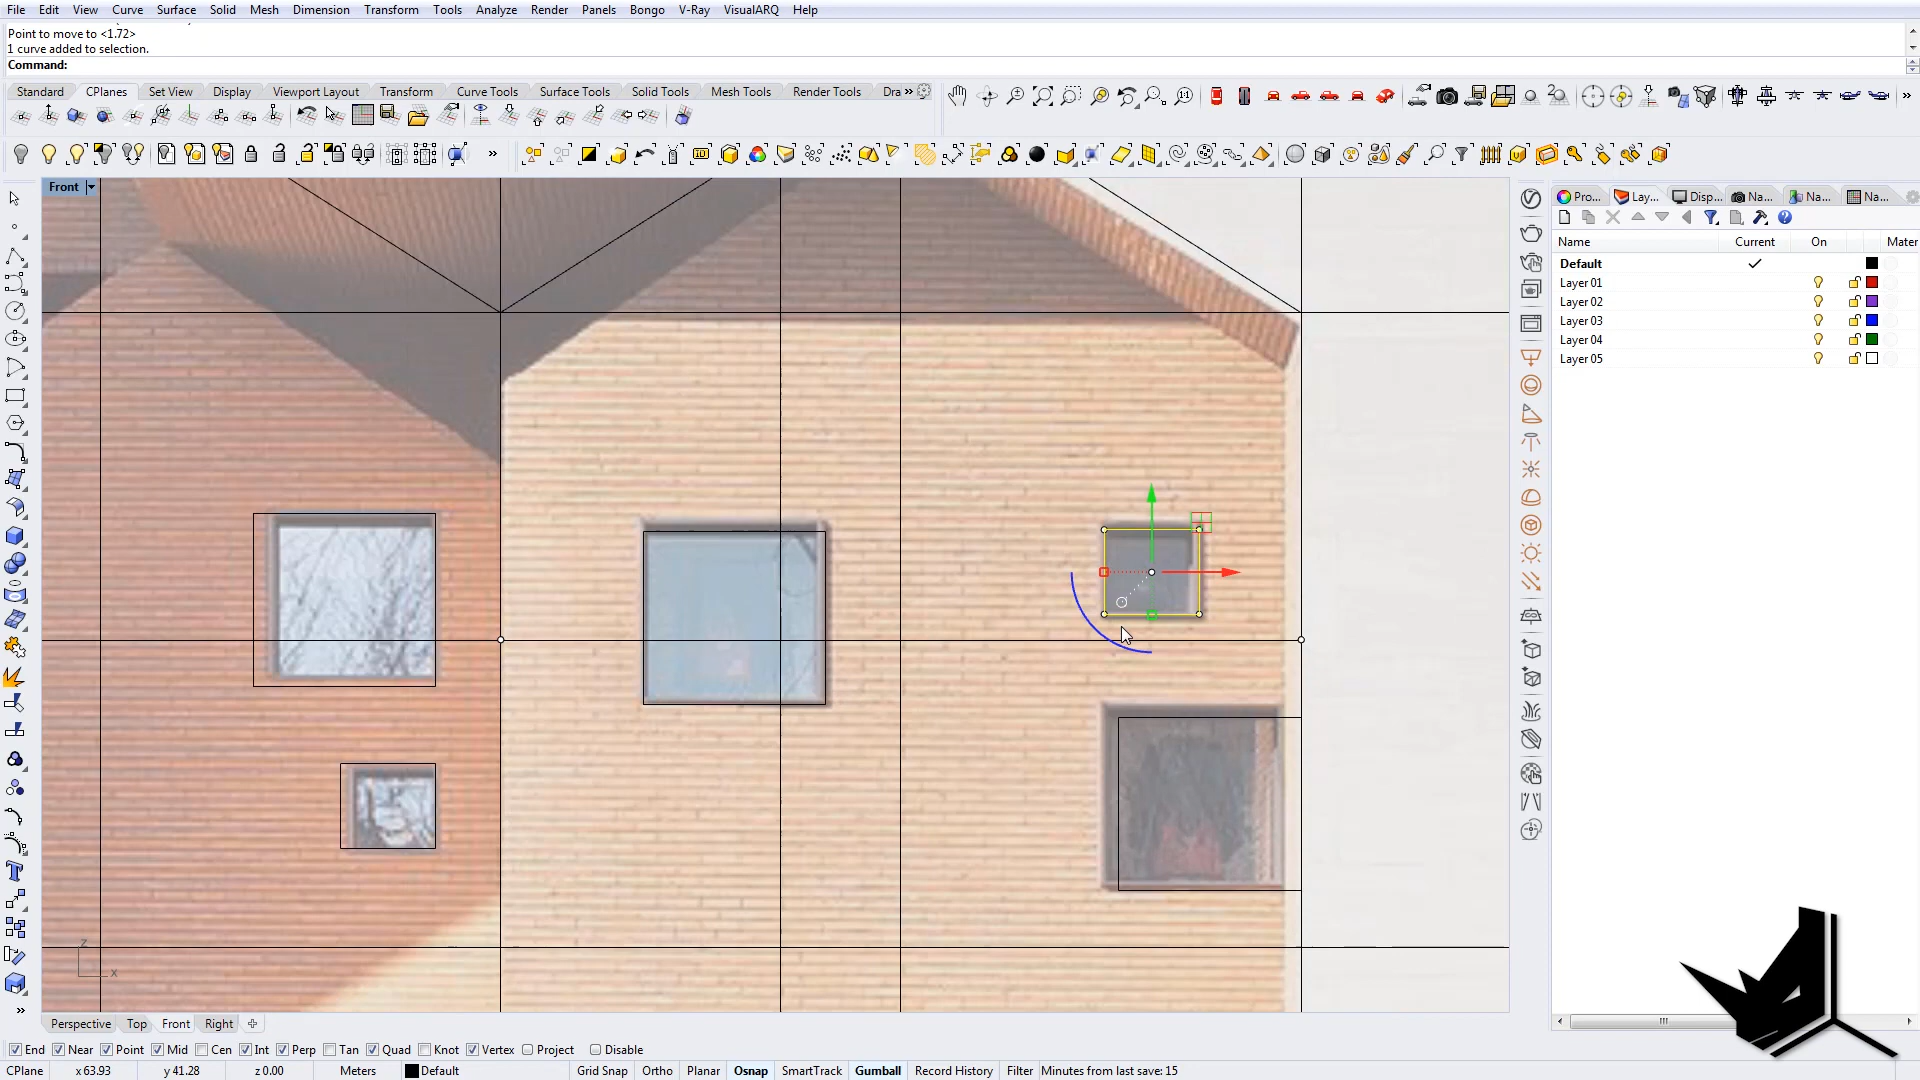 File Edit View Curve Surface Solid Mesh Dimension Transform Tools Analyze Render Panels Bongo V-Ray VisualARQ Help
Point to move to <1.72>
1 curve added to selection.
Command:
Standard CPlanes Set View Display Viewport Layout Transform Curve Tools Surface Tools Solid Tools Mesh Tools Render Tools Dra »
Front
Pro... Lay... Disp... Na... Na... Na...
Name Current On Mater
Default
Layer 01
Layer 02
Layer 03
Layer 04
Layer 05
z
x
Perspective Top Front Right
End Near Point Mid Cen Int Perp Tan Quad Knot Vertex Project Disable
CPlane x 63.93 y 41.28 z 0.00 Meters Default Grid Snap Ortho Planar Osnap SmartTrack Gumball Record History Filter Minutes from last save: 15